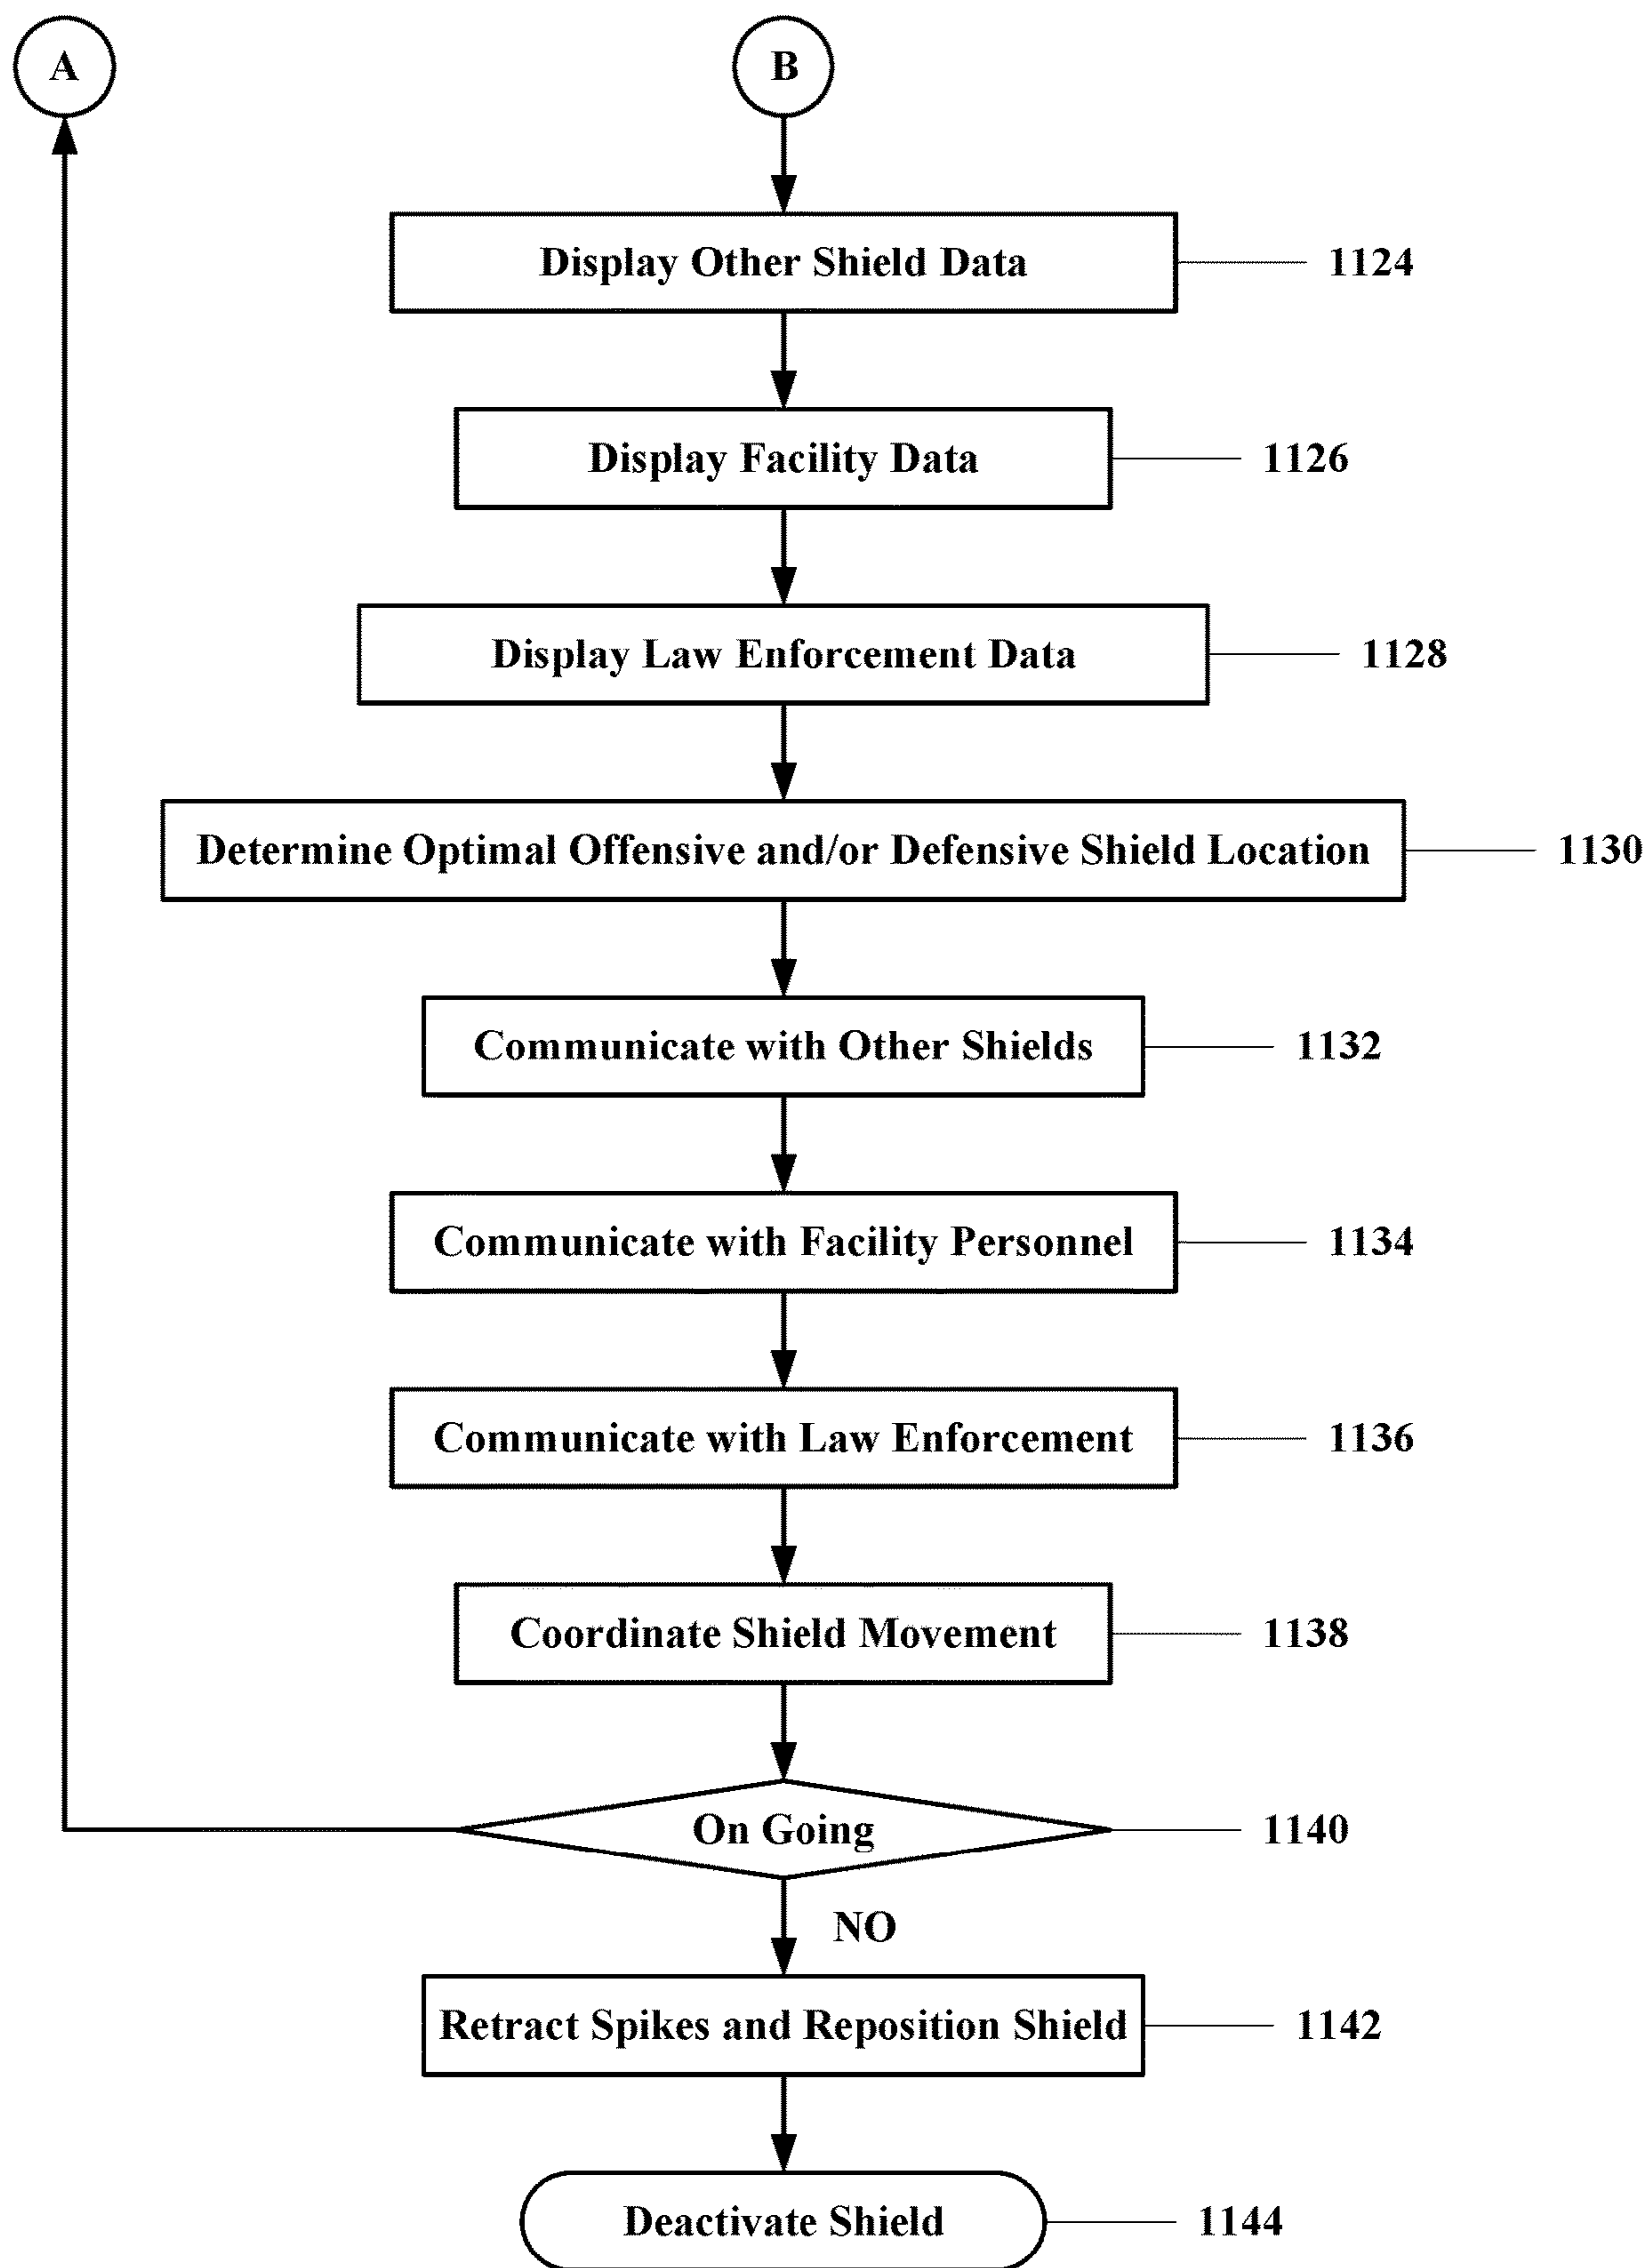 A
B
Display Other Shield Data
1124
Display Facility Data
1126
Display Law Enforcement Data
1128
Determine Optimal Offensive and/or Defensive Shield Location
1130
Communicate with Other Shields
1132
Communicate with Facility Personnel
1134
Communicate with Law Enforcement
1136
Coordinate Shield Movement
1138
On Going
1140
NO
Retract Spikes and Reposition Shield
1142
Deactivate Shield
1144